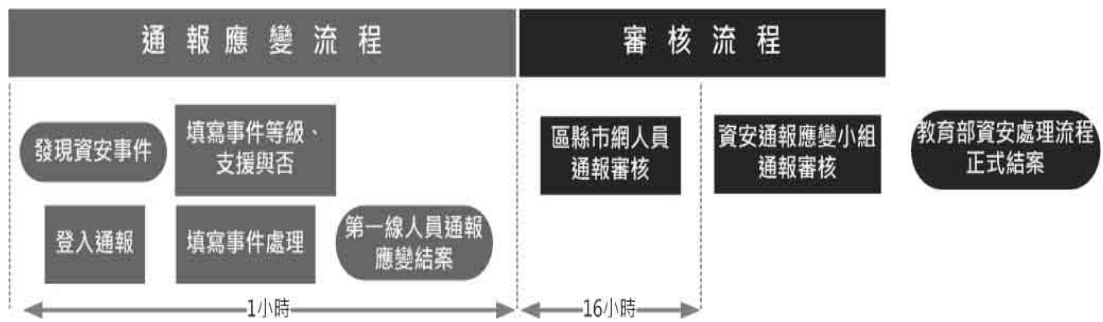 通報應變流程
審核流程
發現資安事件
填寫事件等級、
支援與否
登入通報
填寫事件處理
第一線人員通報
應變結案
區縣市網人員
通報審核
資安通報應變小組
通報審核
教育部資安處理流程
正式結案
1小時
16小時